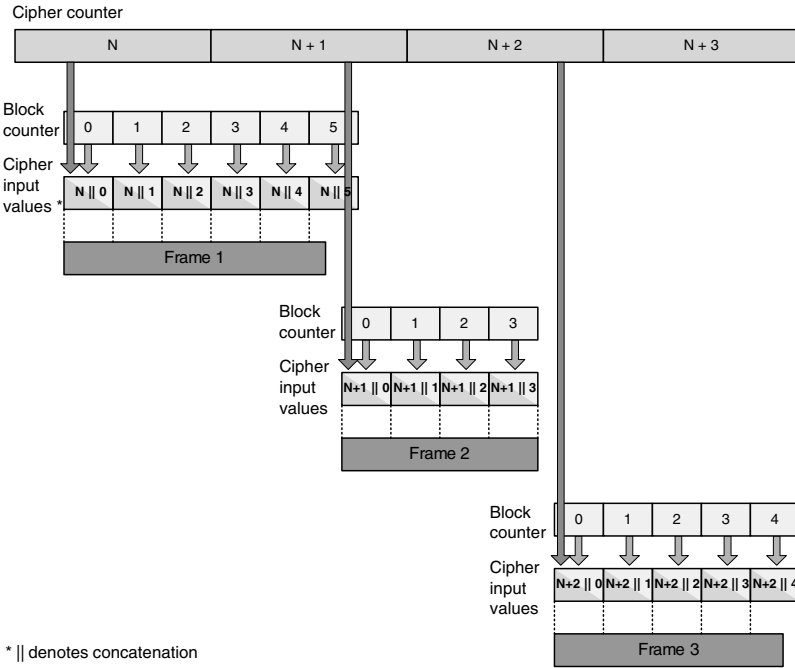 Cipher counter
N N + 1 N + 2 N + 3
Block
counter
0 1 2 3 4 5
Cipher
input
values *
N || 0 N || 1 N || 2 N || 3 N || 4 N || 5
Frame 1
Block
counter
0 1 2 3
Cipher
input
values
N+1 || 0 N+1 || 1 N+1 || 2 N+1 || 3
Frame 2
Block
counter
0 1 2 3 4
Cipher
input
values
N+2 || 0 N+2 || 1 N+2 || 2 N+2 || 3 N+2 || 4
Frame 3
* || denotes concatenation